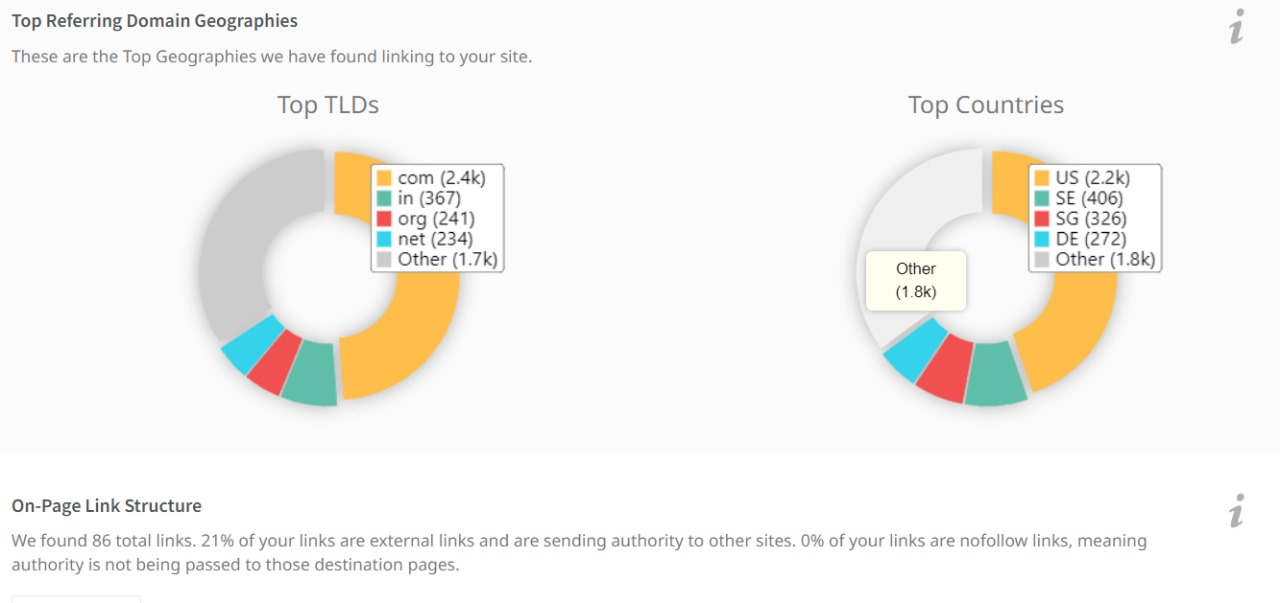 Top Referring Domain Geographies
These are the Top Geographies we have found linking to your site.
Top TLDs
com (2.4k)
in (367)
org (241)
net (234)
Other (1.7k)
Top Countries
US (2.2k)
SE (406)
SG (326)
DE (272)
Other (1.8k)
Other
(1.8k)
On-Page Link Structure
We found 86 total links. 21% of your links are external links and are sending authority to other sites. 0% of your links are nofollow links, meaning
authority is not being passed to those destination pages.